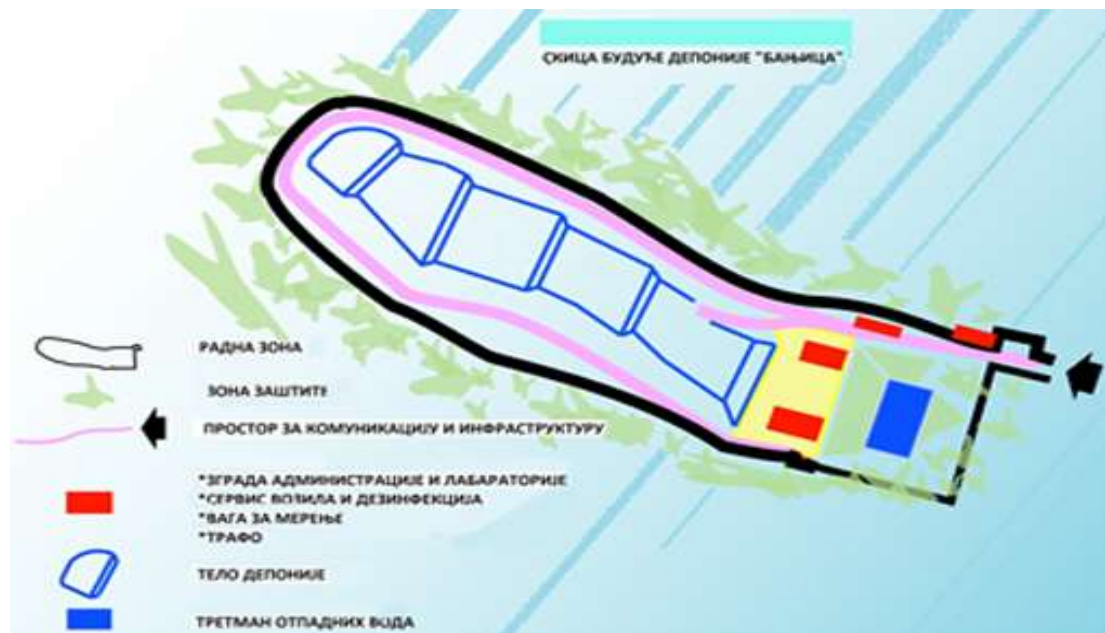 СКИЦА БУДУЋЕ ДЕПОНИЈЕ "БАЊИЦА"
РАДНА ЗОНА
ЗОНА ЗАШТИТЕ
ПРОСТОР ЗА КОМУНИКАЦИЈУ И ИНФРАСТРУКТУРУ
*ЗГРАДА АДМИНИСТРАЦИЈЕ И ЛАБАРАТОРИЈЕ
*СЕРВИС ВОЗИЛА И ДЕЗИНФЕКЦИЈА
*ВАГА ЗА МЕРЕЊЕ
*ТРАФО
ТЕЛО ДЕПОНИЈЕ
ТРЕТМАН ОТПАДНИХ ВОДА